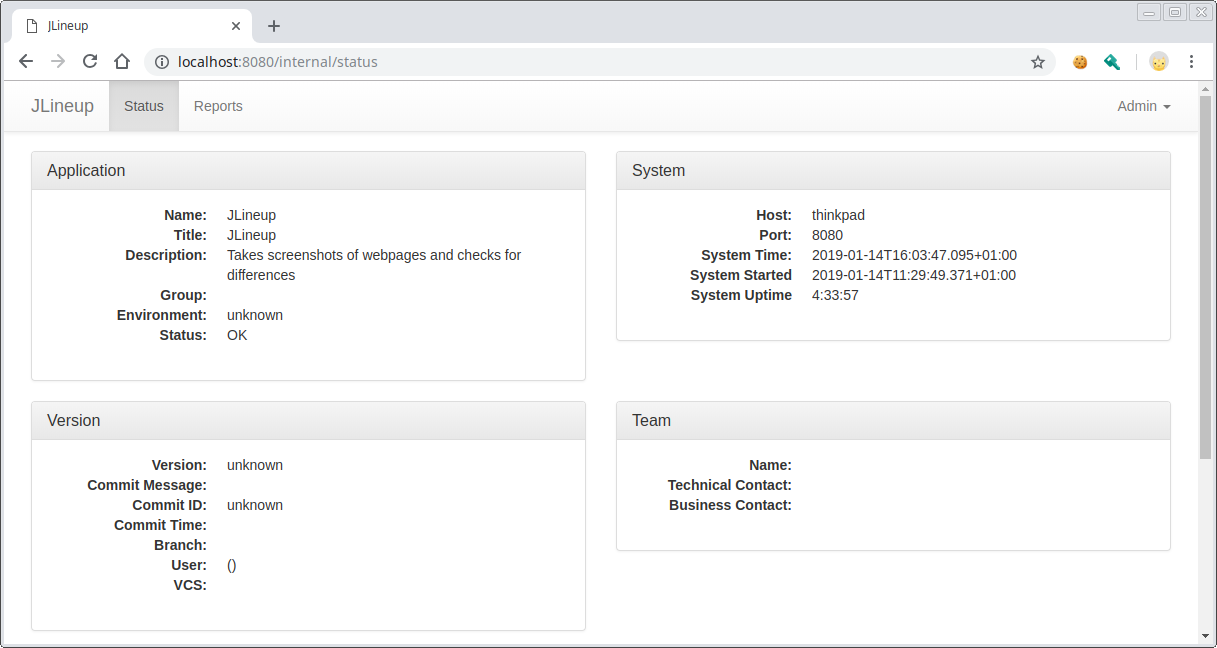 JLineup
localhost:8080/internal/status
JLineup Status Reports Admin
Application
Name: JLineup
Title: JLineup
Description: Takes screenshots of webpages and checks for
differences
Group:
Environment: unknown
Status: OK
System
Host: thinkpad
Port: 8080
System Time: 2019-01-14T16:03:47.095+01:00
System Started 2019-01-14T11:29:49.371+01:00
System Uptime 4:33:57
Version
Version: unknown
Commit Message:
Commit ID: unknown
Commit Time:
Branch:
User: ()
VCS:
Team
Name:
Technical Contact:
Business Contact: